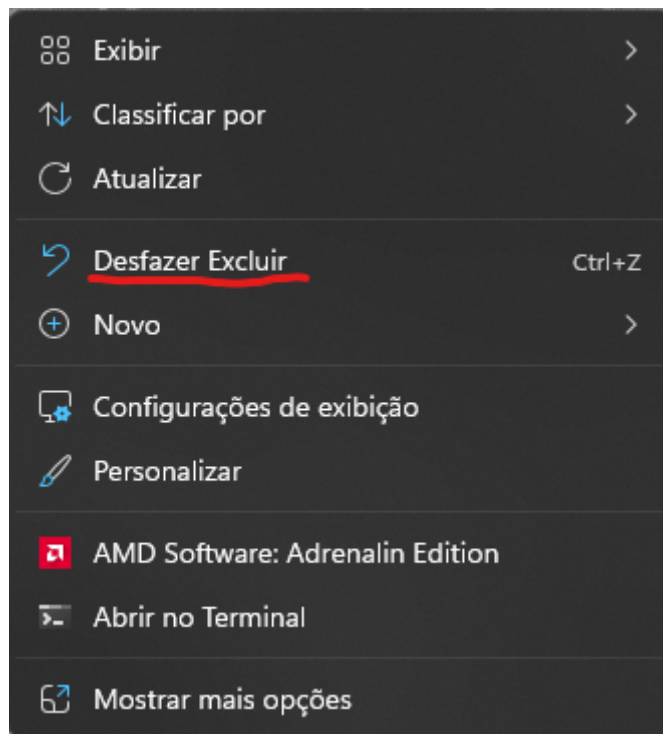 Exibir
Classificar por
Atualizar
Desfazer Excluir Ctrl+Z
Novo
Configurações de exibição
Personalizar
AMD Software: Adrenalin Edition
Abrir no Terminal
Mostrar mais opções